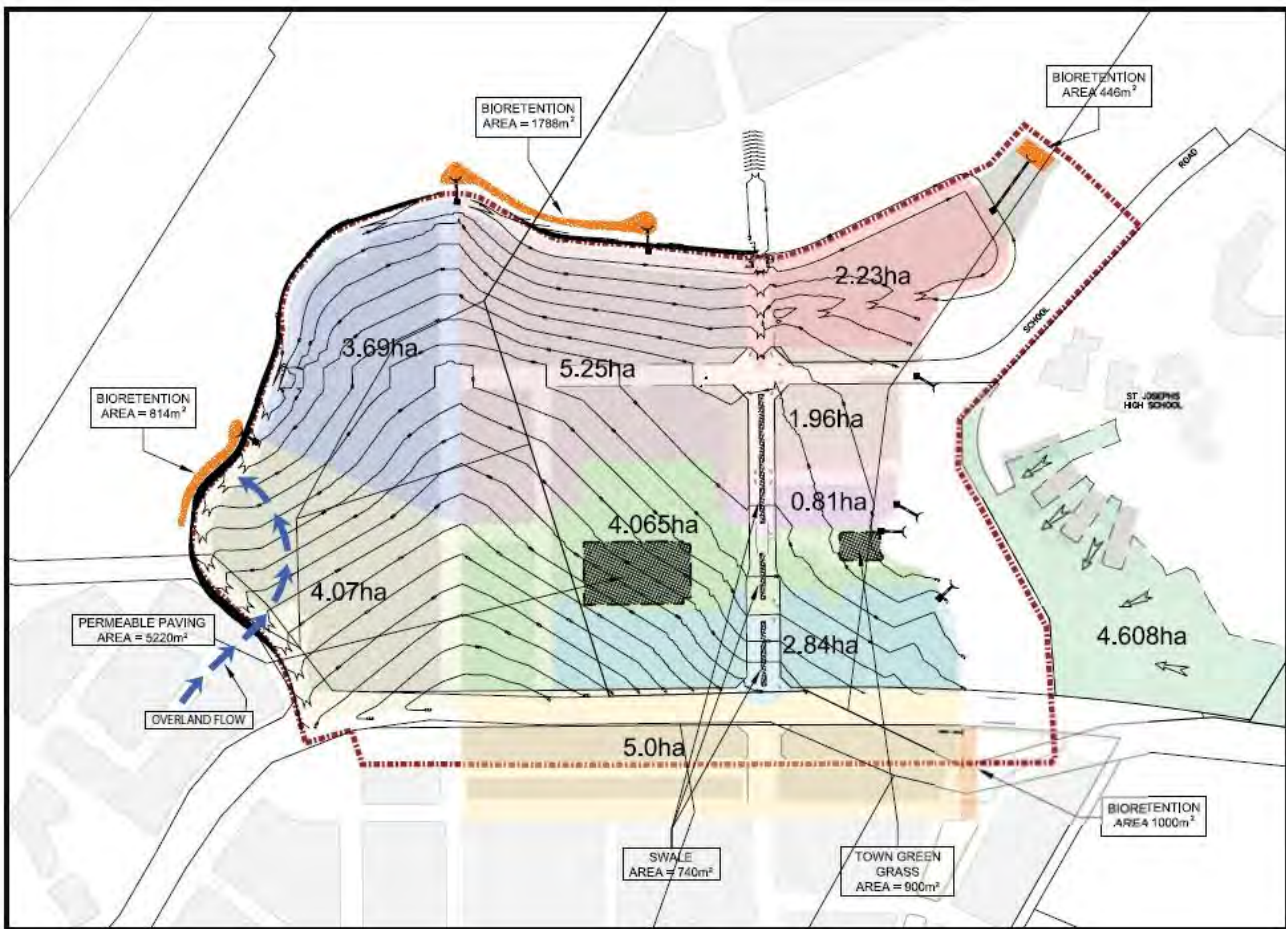 BIORETENTION
AREA 446m²
BIORETENTION
AREA = 1788m²
ROAD
2.23ha
SCHOOL
3.69ha
5.25ha
BIORETENTION
AREA = 814m²
ST JOSEPHS
HIGH SCHOOL
1.96ha
0.81ha
4.065ha
4.07ha
PERMEABLE PAVING
AREA = 5220m²
2.84ha
4.608ha
OVERLAND FLOW
5.0ha
BIORETENTION
AREA 1000m²
SWALE
AREA = 740m²
TOWN GREEN
GRASS
AREA = 900m²